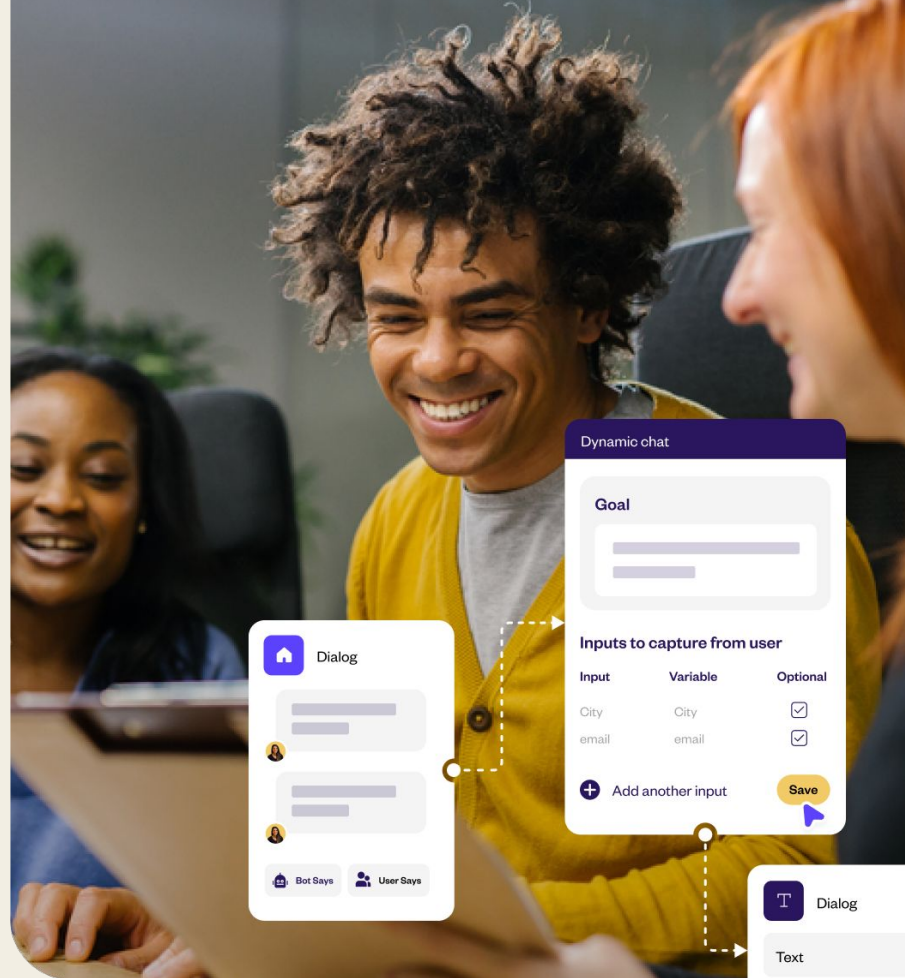 Dynamic chat
Goal
Inputs to capture from user
Input Variable Optional
City City
email email
Add another input Save
Dialog
Bot Says User Says
Dialog
Text